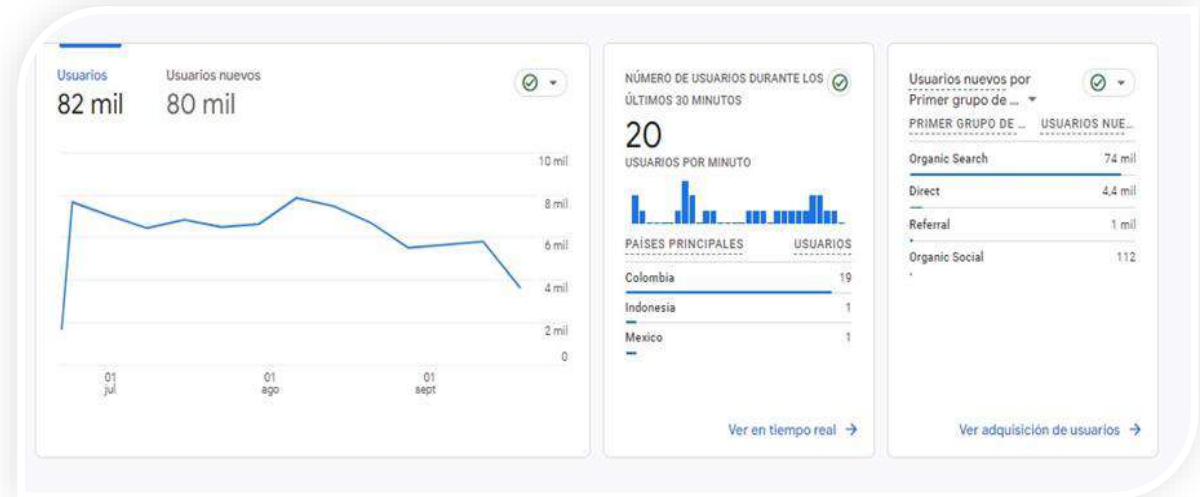 Usuarios
82 mil
Usuarios nuevos
80 mil
10 mil
8 mil
6 mil
4 mil
2 mil
0
01
jul
01
ago
01
sept
NÚMERO DE USUARIOS DURANTE LOS
ÚLTIMOS 30 MINUTOS
20
USUARIOS POR MINUTO
PAÍSES PRINCIPALES USUARIOS
Colombia 19
Indonesia 1
Mexico 1
Ver en tiempo real →
Usuarios nuevos por
Primer grupo de ...
PRIMER GRUPO DE ... USUARIOS NUE...
Organic Search 74 mil
Direct 4,4 mil
Referral 1 mil
Organic Social 112
Ver adquisición de usuarios →